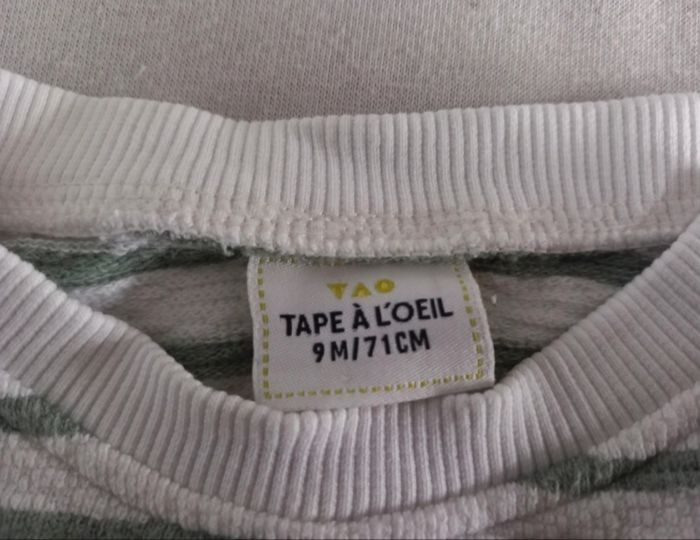 TAO
TAPE À L'OEIL
9M/71CM